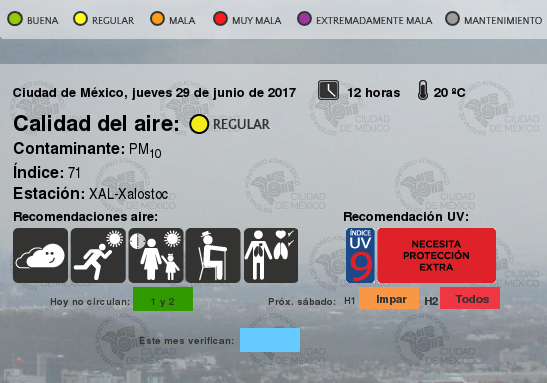 BUENA REGULAR MALA MUY MALA EXTREMADAMENTE MALA MANTENIMIENTO
Ciudad de México, jueves 29 de junio de 2017 12 horas 20 ºC
Calidad del aire: REGULAR
Contaminante: PM10
Índice: 71
Estación: XAL-Xalostoc
Recomendaciones aire: Recomendación UV:
ÍNDICE
UV
9
NECESITA
PROTECCIÓN
EXTRA
Hoy no circulan: 1 y 2 Próx. sábado: H1 Impar H2 Todos
Este mes verifican:
CIUDAD
DE MÉXICO